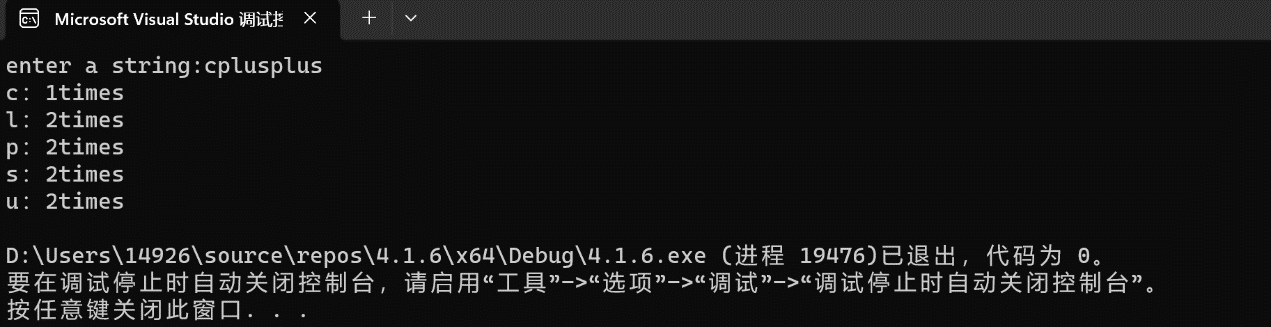 Microsoft Visual Studio 调试控
enter a string:cplusplus
c: 1times
l: 2times
p: 2times
s: 2times
u: 2times
D:\Users\14926\source\repos\4.1.6\x64\Debug\4.1.6.exe (进程 19476)已退出，代码为 0。
要在调试停止时自动关闭控制台，请启用“工具”->“选项”->“调试”->“调试停止时自动关闭控制台”。
按任意键关闭此窗口. . .